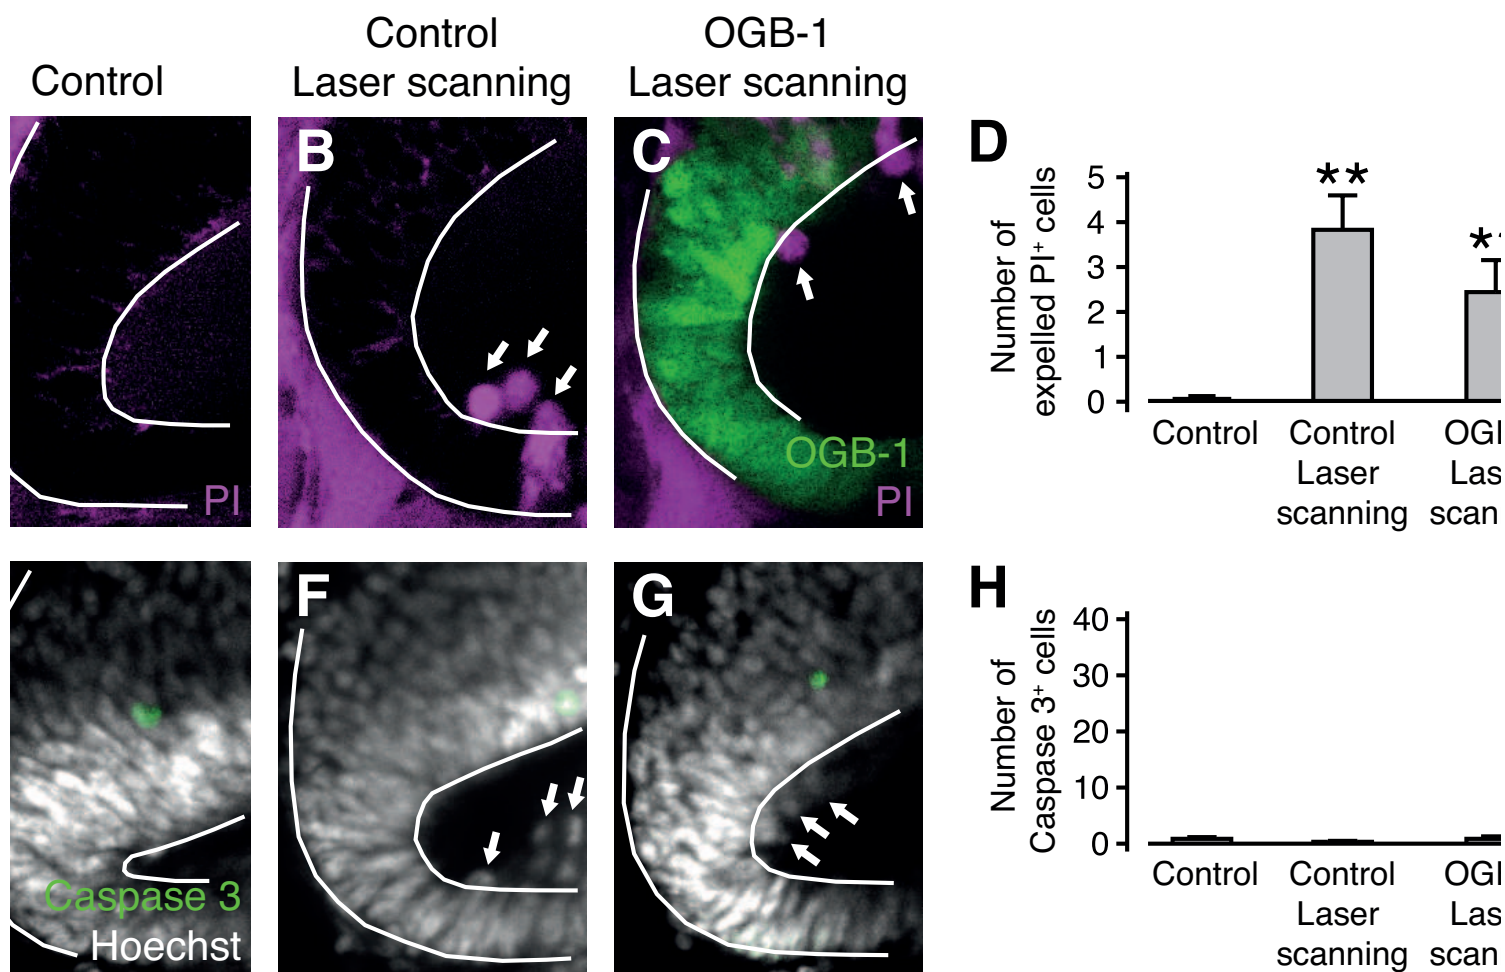 Control
Control
Laser scanning
OGB-1
Laser scanning
PI
B
C
OGB-1
PI
D
Number of
expelled PI⁺ cells
5
4
3
2
1
0
**
Control
Control
Laser
scanning
Caspase 3
Hoechst
F
G
H
Number of
Caspase 3⁺ cells
40
30
20
10
0
Control
Control
Laser
scanning